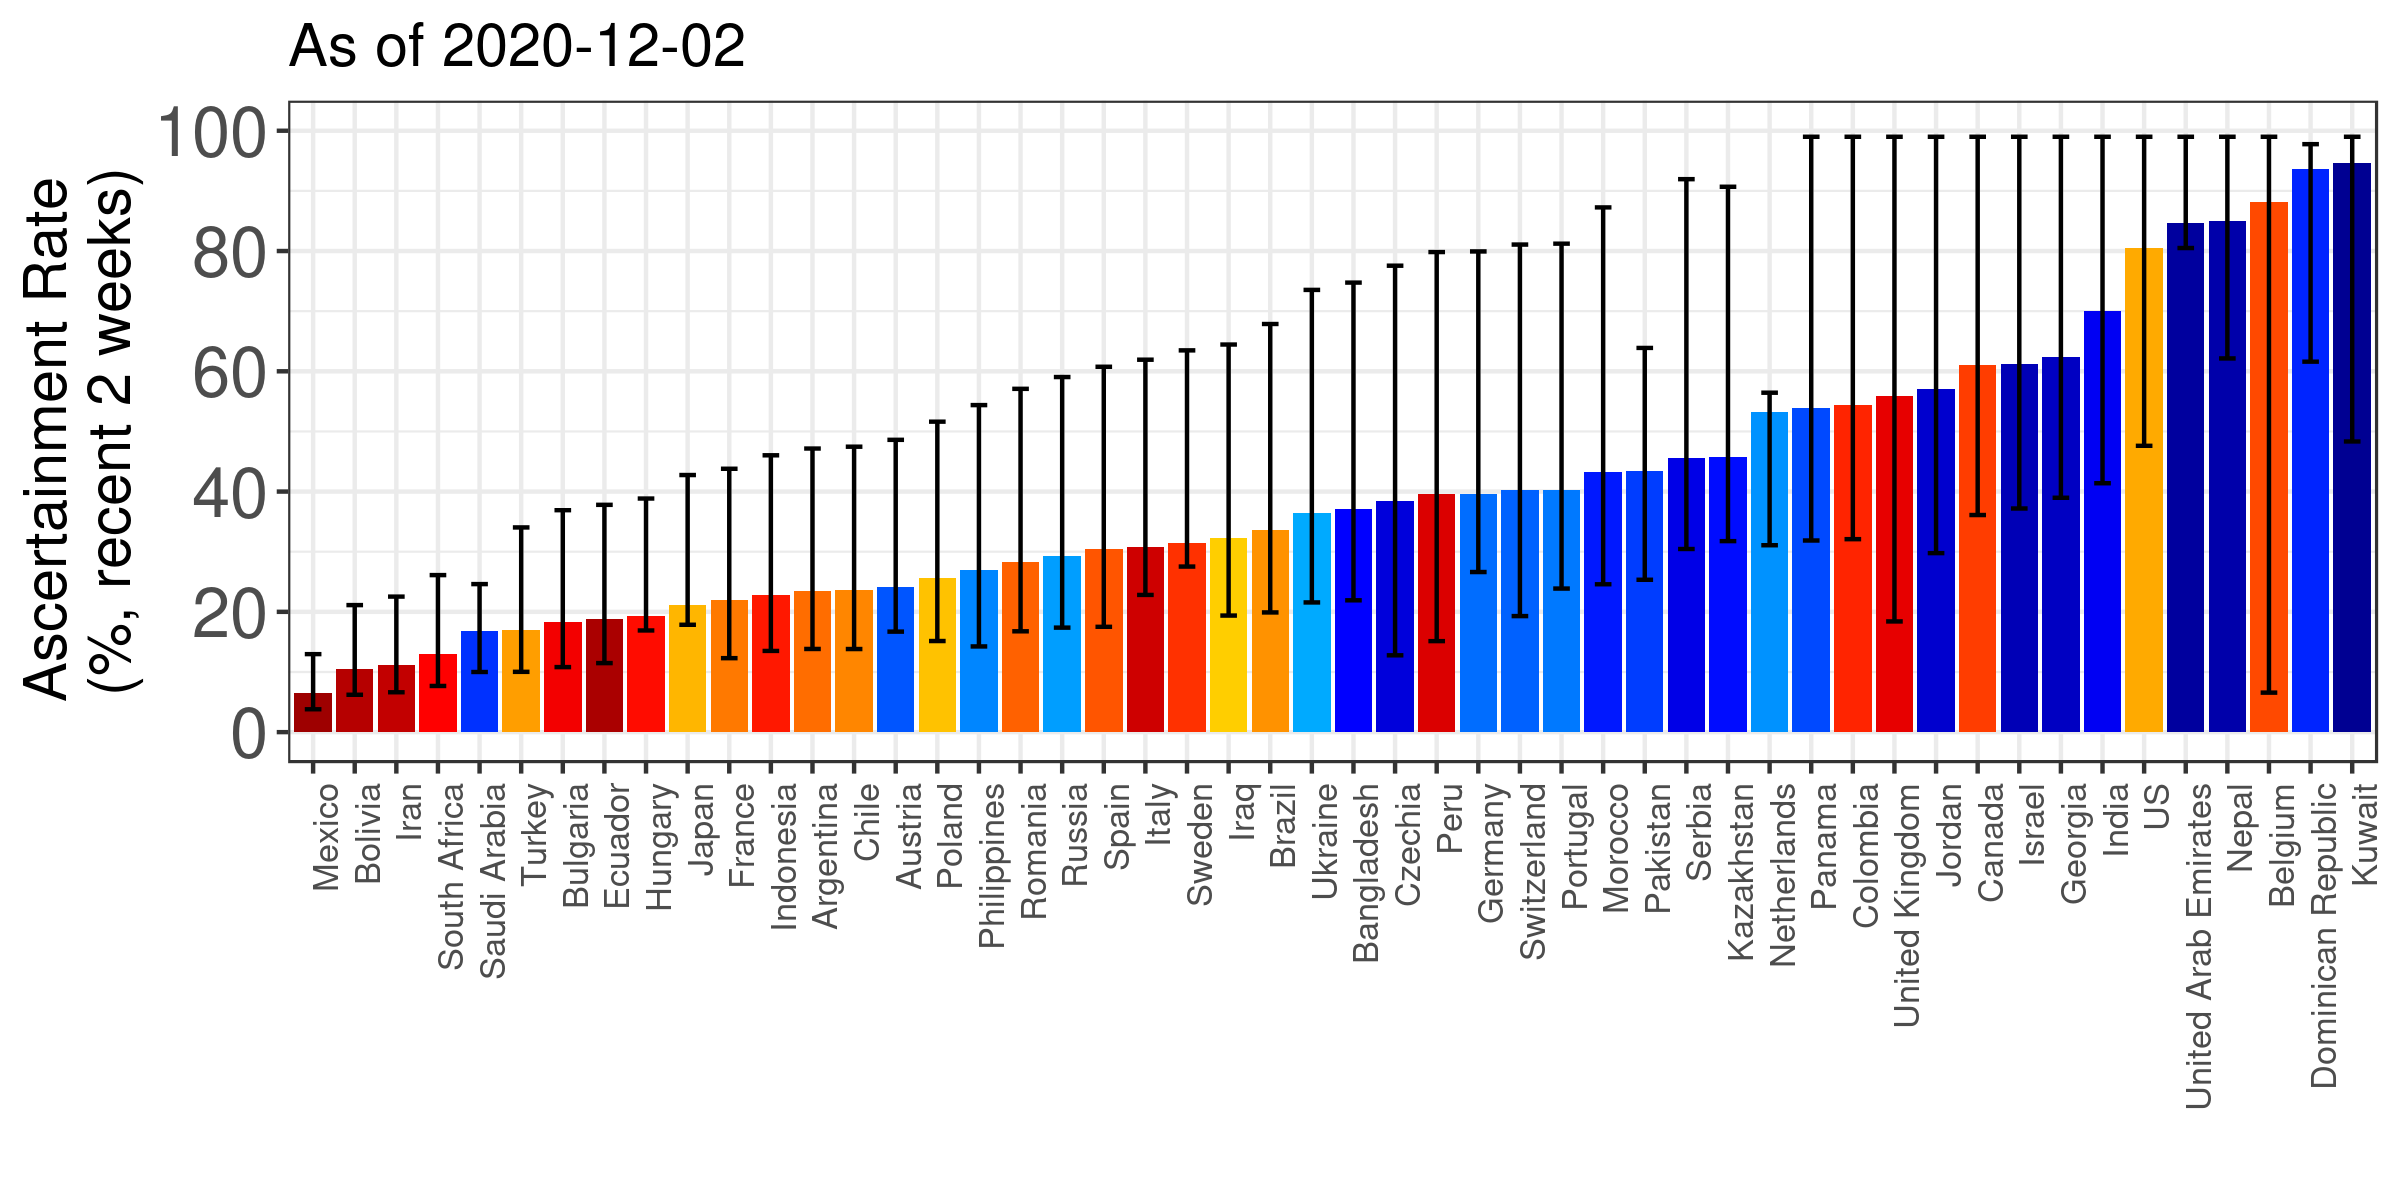 As of 2020-12-02
Ascertainment Rate
(%, recent 2 weeks)
100
80
60
40
20
0
Mexico
Bolivia
Iran
South Africa
Saudi Arabia
Turkey
Bulgaria
Ecuador
Hungary
Japan
France
Indonesia
Argentina
Chile
Austria
Poland
Philippines
Romania
Russia
Spain
Italy
Sweden
Iraq
Brazil
Ukraine
Bangladesh
Czechia
Peru
Germany
Switzerland
Portugal
Morocco
Pakistan
Serbia
Kazakhstan
Netherlands
Panama
Colombia
United Kingdom
Jordan
Canada
Israel
Georgia
India
US
United Arab Emirates
Nepal
Belgium
Dominican Republic
Kuwait